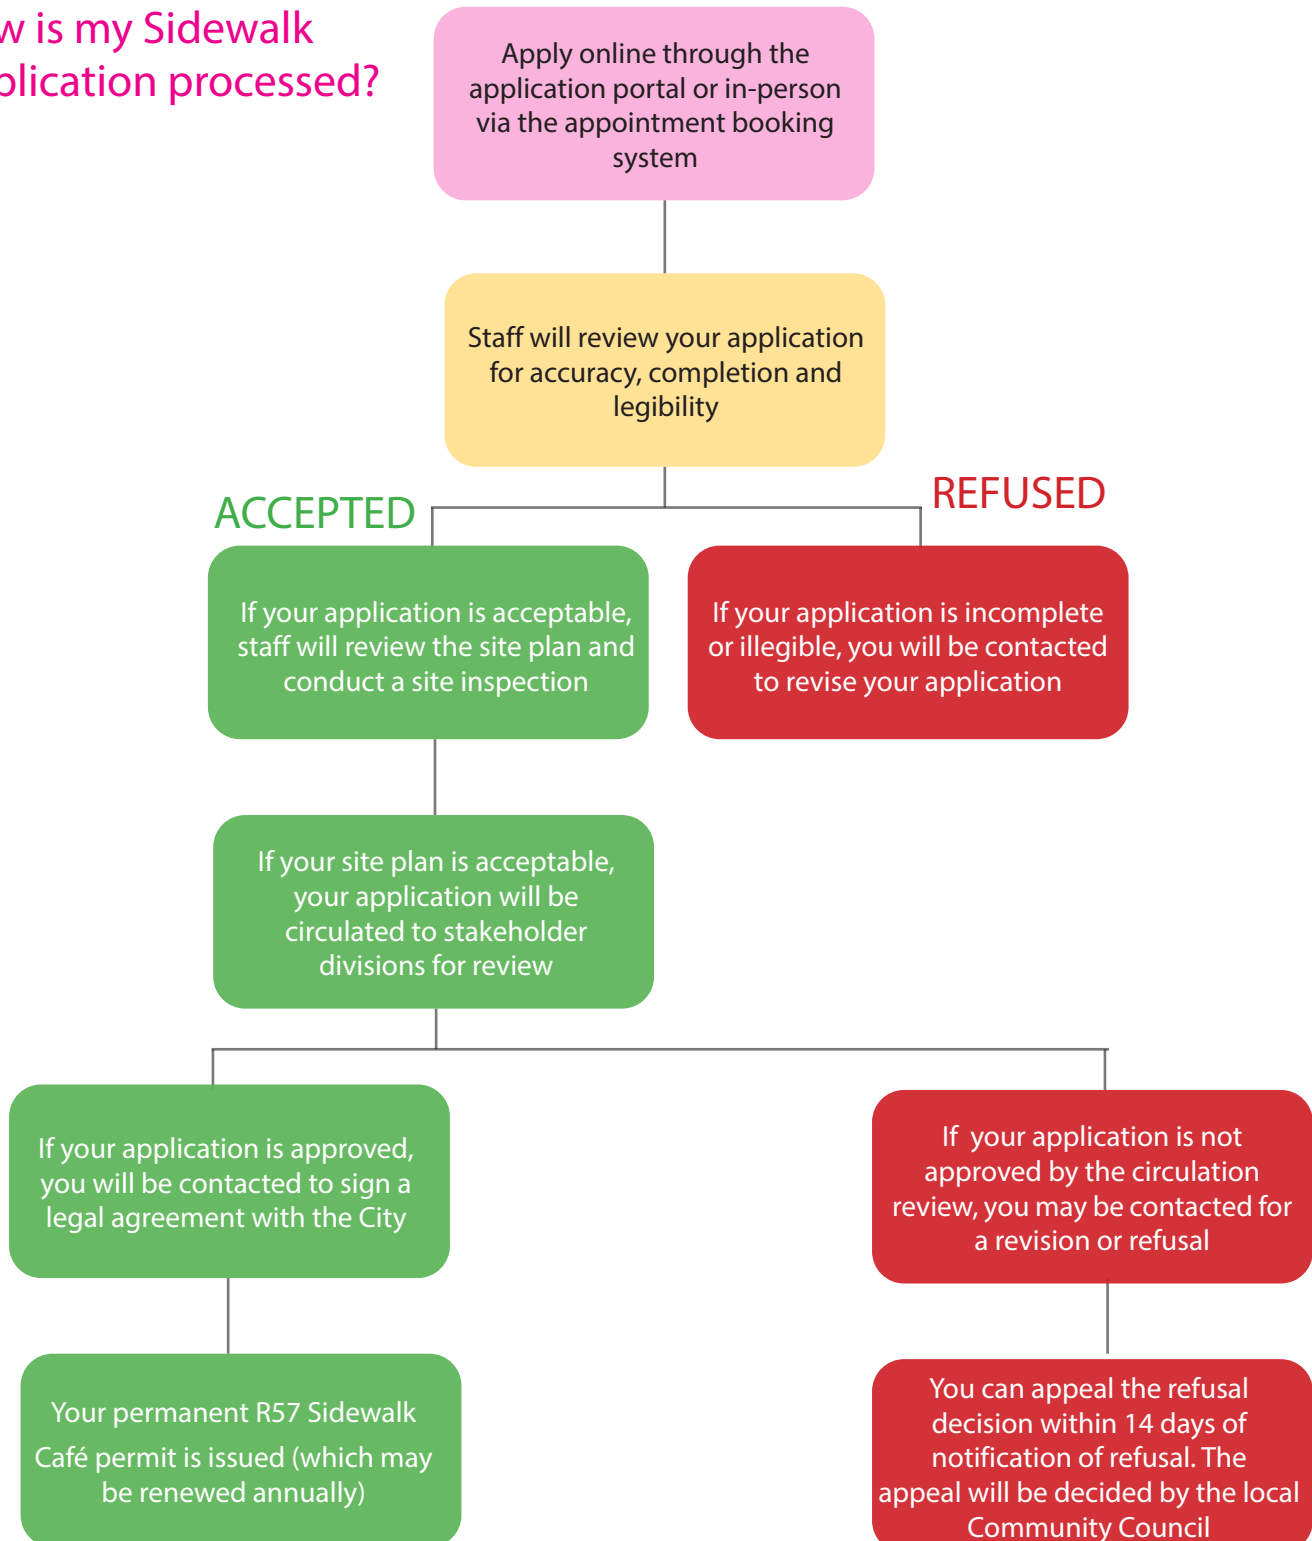 w is my Sidewalk
plication processed?
Apply online through the
application portal or in-person
via the appointment booking
system
Staff will review your application
for accuracy, completion and
legibility
ACCEPTED
REFUSED
If your application is acceptable,
staff will review the site plan and
conduct a site inspection
If your application is incomplete
or illegible, you will be contacted
to revise your application
If your site plan is acceptable,
your application will be
circulated to stakeholder
divisions for review
If your application is approved,
you will be contacted to sign a
legal agreement with the City
If your application is not
approved by the circulation
review, you may be contacted for
a revision or refusal
Your permanent R57 Sidewalk
Café permit is issued (which may
be renewed annually)
You can appeal the refusal
decision within 14 days of
notification of refusal. The
appeal will be decided by the local
Community Council